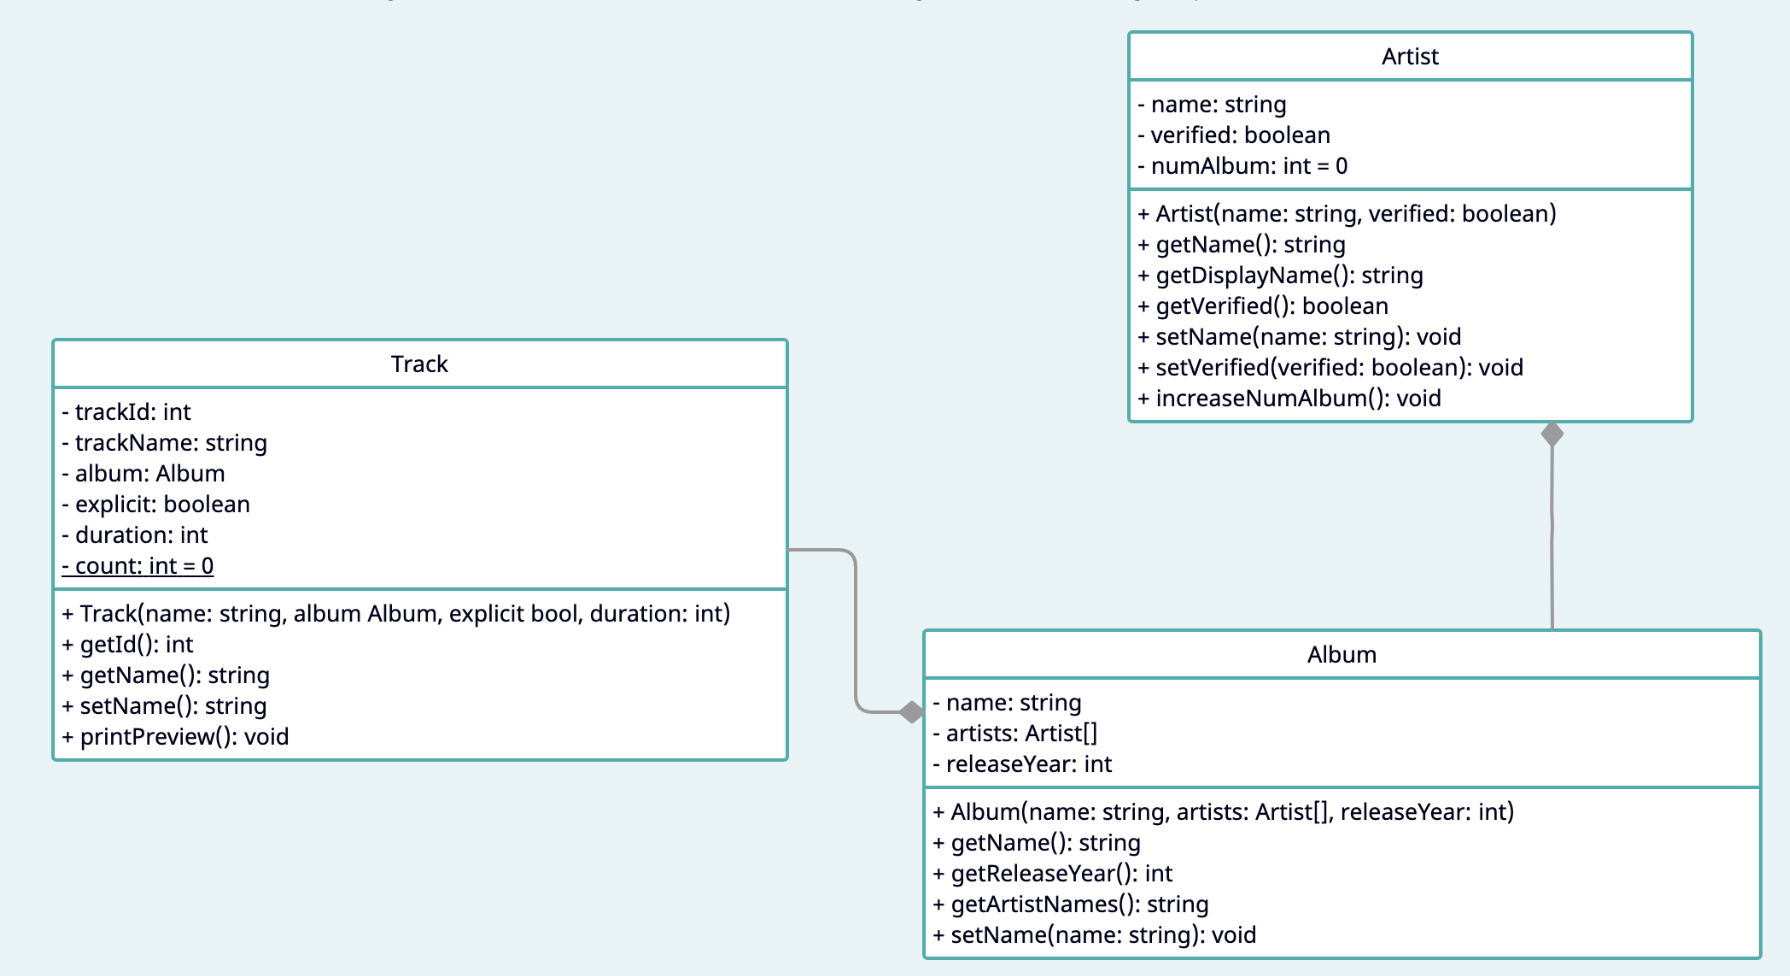 Artist
- name: string
- verified: boolean
- numAlbum: int = 0
+ Artist(name: string, verified: boolean)
+ getName(): string
+ getDisplayName(): string
+ getVerified(): boolean
+ setName(name: string): void
+ setVerified(verified: boolean): void
+ increaseNumAlbum(): void
Track
- trackId: int
- trackName: string
- album: Album
- explicit: boolean
- duration: int
- count: int = 0
+ Track(name: string, album Album, explicit bool, duration: int)
+ getId(): int
+ getName(): string
+ setName(): string
+ printPreview(): void
Album
- name: string
- artists: Artist[]
- releaseYear: int
+ Album(name: string, artists: Artist[], releaseYear: int)
+ getName(): string
+ getReleaseYear(): int
+ getArtistNames(): string
+ setName(name: string): void